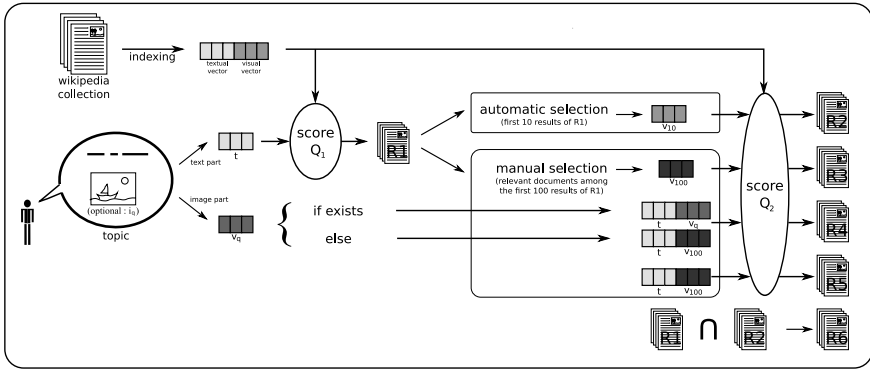 wikipedia
collection
indexing
textual
vector
visual
vector
text part
t
score
Q1
R1
automatic selection
(first 10 results of R1)
v10
R2
manual selection
(relevant documents among
the first 100 results of R1)
v100
R3
score
Q2
(optional : iq)
topic
image part
vq
if exists
else
t
vq
R4
t
v100
t
v100
R5
R1
∩
R2
R6